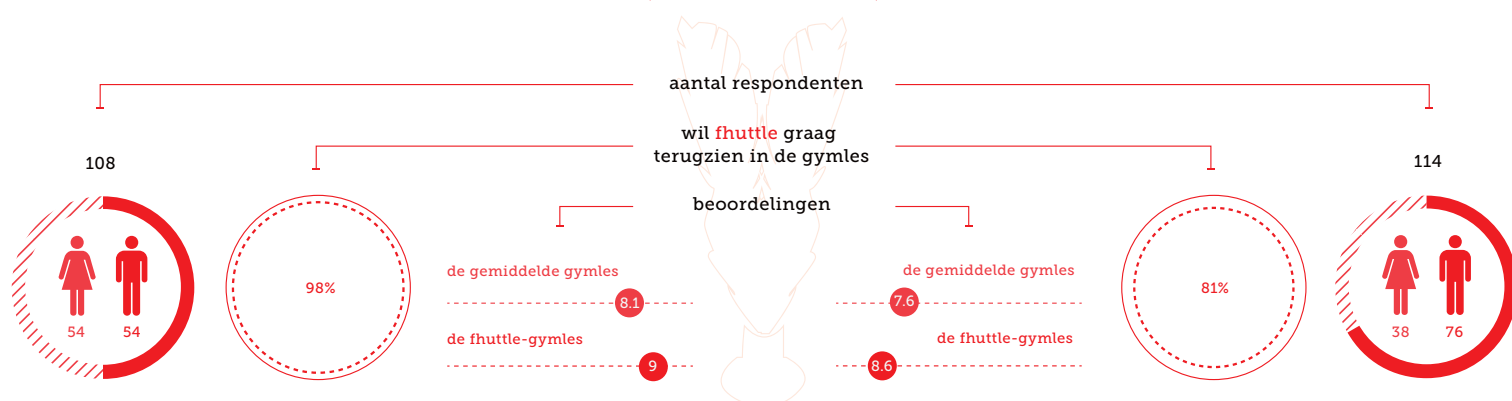 aantal respondenten
wil fhuttle graag
terugzien in de gymles
108
114
beoordelingen
de gemiddelde gymles
de gemiddelde gymles
98%
81%
8.1
7.6
54
54
38
76
de fhuttle-gymles
de fhuttle-gymles
9
8.6